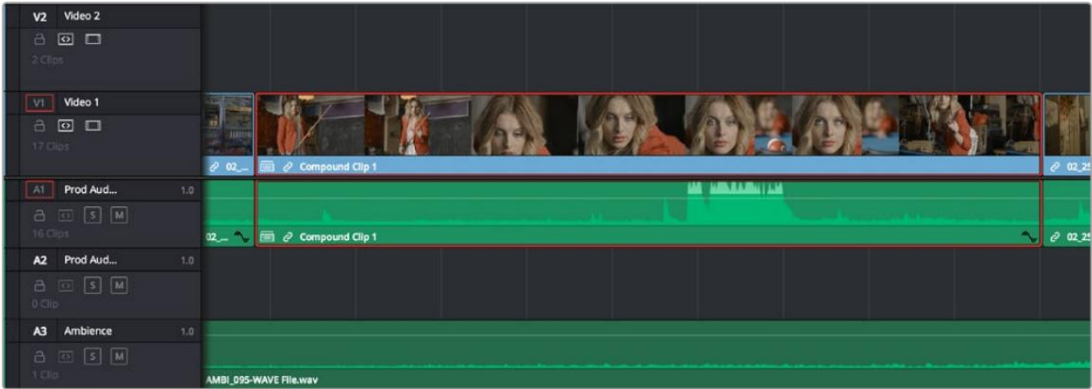 V2 Video 2
2 Clips
V1 Video 1
17 Clips
02_... Compound Clip 1 02_25
A1 Prod Aud... 1.0
S M
16 Clips
02_... Compound Clip 1 02_25
A2 Prod Aud... 1.0
S M
0 Clip
A3 Ambience 1.0
S M
1 Clip
AMBI_095-WAVE File.wav